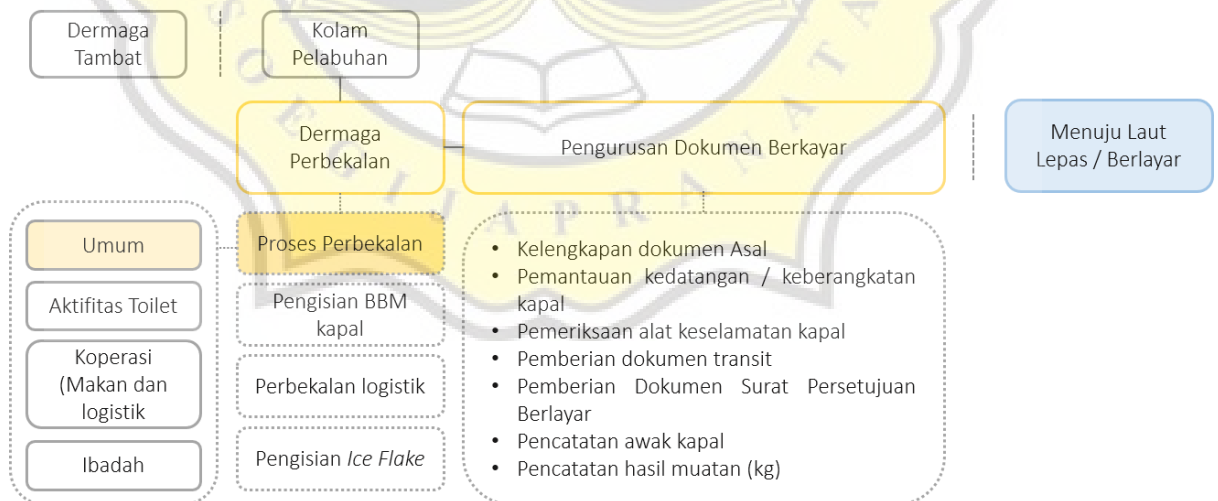 Dermaga
Tambat
Kolam
Pelabuhan
Dermaga
Perbekalan
Pengurusan Dokumen Berkayar
Menuju Laut
Lepas / Berlayar
Umum
Aktifitas Toilet
Koperasi
(Makan dan
logistik
Ibadah
Proses Perbekalan
Pengisian BBM
kapal
Perbekalan logistik
Pengisian Ice Flake
• Kelengkapan dokumen Asal
• Pemantauan kedatangan / keberangkatan
kapal
• Pemeriksaan alat keselamatan kapal
• Pemberian dokumen transit
• Pemberian Dokumen Surat Persetujuan
Berlayar
• Pencatatan awak kapal
• Pencatatan hasil muatan (kg)
SOEGIJAPRANATA